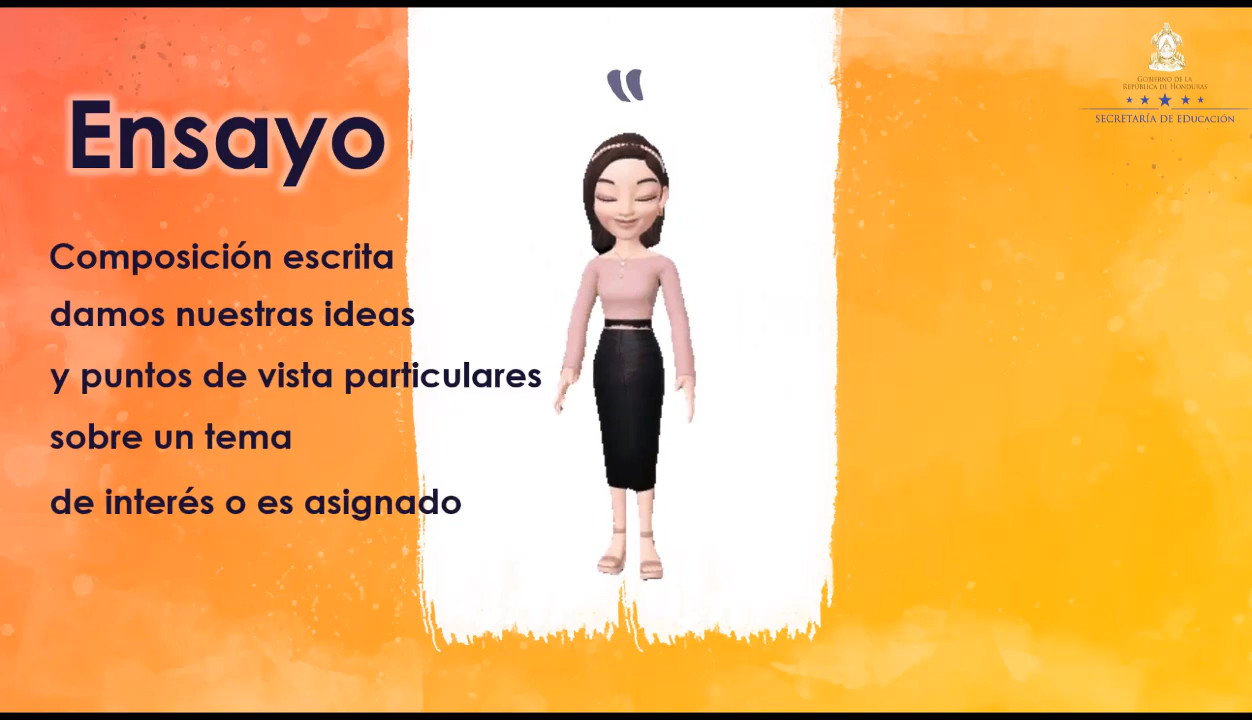 Ensayo
Composición escrita
damos nuestras ideas
y puntos de vista particulares
sobre un tema
de interés o es asignado
Gobierno de la
República de Honduras
Secretaría de Educación